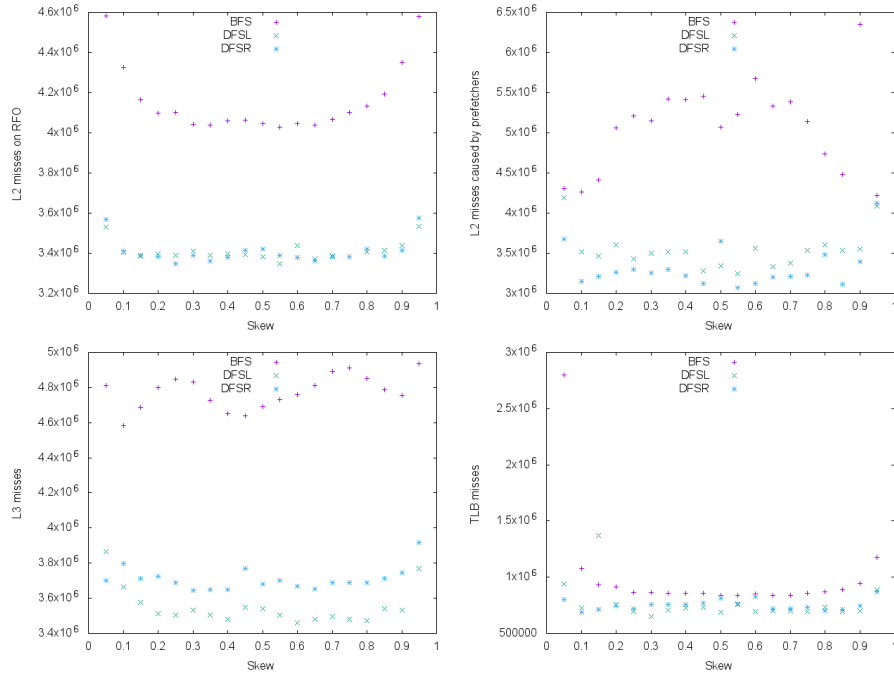 4.6x10^6
4.4x10^6
4.2x10^6
4x10^6
3.8x10^6
3.6x10^6
3.4x10^6
3.2x10^6
L2 misses on RFO
BFS
DFSL
DFSR
0 0.1 0.2 0.3 0.4 0.5 0.6 0.7 0.8 0.9 1
Skew
6.5x10^6
6x10^6
5.5x10^6
5x10^6
4.5x10^6
4x10^6
3.5x10^6
3x10^6
L2 misses caused by prefetchers
BFS
DFSL
DFSR
0 0.1 0.2 0.3 0.4 0.5 0.6 0.7 0.8 0.9 1
Skew
5x10^6
4.8x10^6
4.6x10^6
4.4x10^6
4.2x10^6
4x10^6
3.8x10^6
3.6x10^6
3.4x10^6
L3 misses
BFS
DFSL
DFSR
0 0.1 0.2 0.3 0.4 0.5 0.6 0.7 0.8 0.9 1
Skew
3x10^6
2.5x10^6
2x10^6
1.5x10^6
1x10^6
500000
TLB misses
BFS
DFSL
DFSR
0 0.1 0.2 0.3 0.4 0.5 0.6 0.7 0.8 0.9 1
Skew